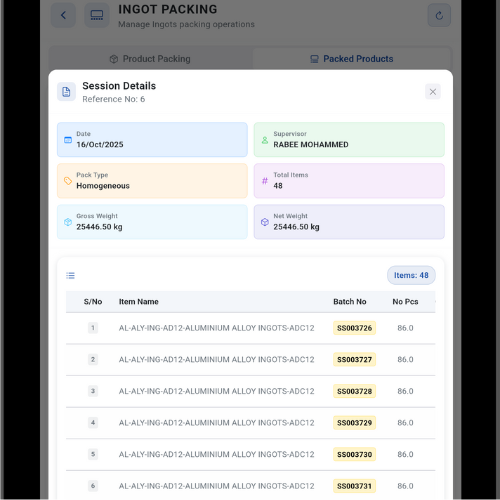 INGOT PACKING
Manage Ingots packing operations
Product Packing
Packed Products
Session Details
Reference No: 6
Date
16/Oct/2025
Supervisor
RABEE MOHAMMED
Pack Type
Homogeneous
# Total Items
48
Gross Weight
25446.50 kg
Net Weight
25446.50 kg
Items: 48
S/No Item Name Batch No No Pcs
1 AL-ALY-ING-AD12-ALUMINIUM ALLOY INGOTS-ADC12 SS003726 86.0
2 AL-ALY-ING-AD12-ALUMINIUM ALLOY INGOTS-ADC12 SS003727 86.0
3 AL-ALY-ING-AD12-ALUMINIUM ALLOY INGOTS-ADC12 SS003728 86.0
4 AL-ALY-ING-AD12-ALUMINIUM ALLOY INGOTS-ADC12 SS003729 86.0
5 AL-ALY-ING-AD12-ALUMINIUM ALLOY INGOTS-ADC12 SS003730 86.0
6 AL-ALY-ING-AD12-ALUMINIUM ALLOY INGOTS-ADC12 SS003731 86.0